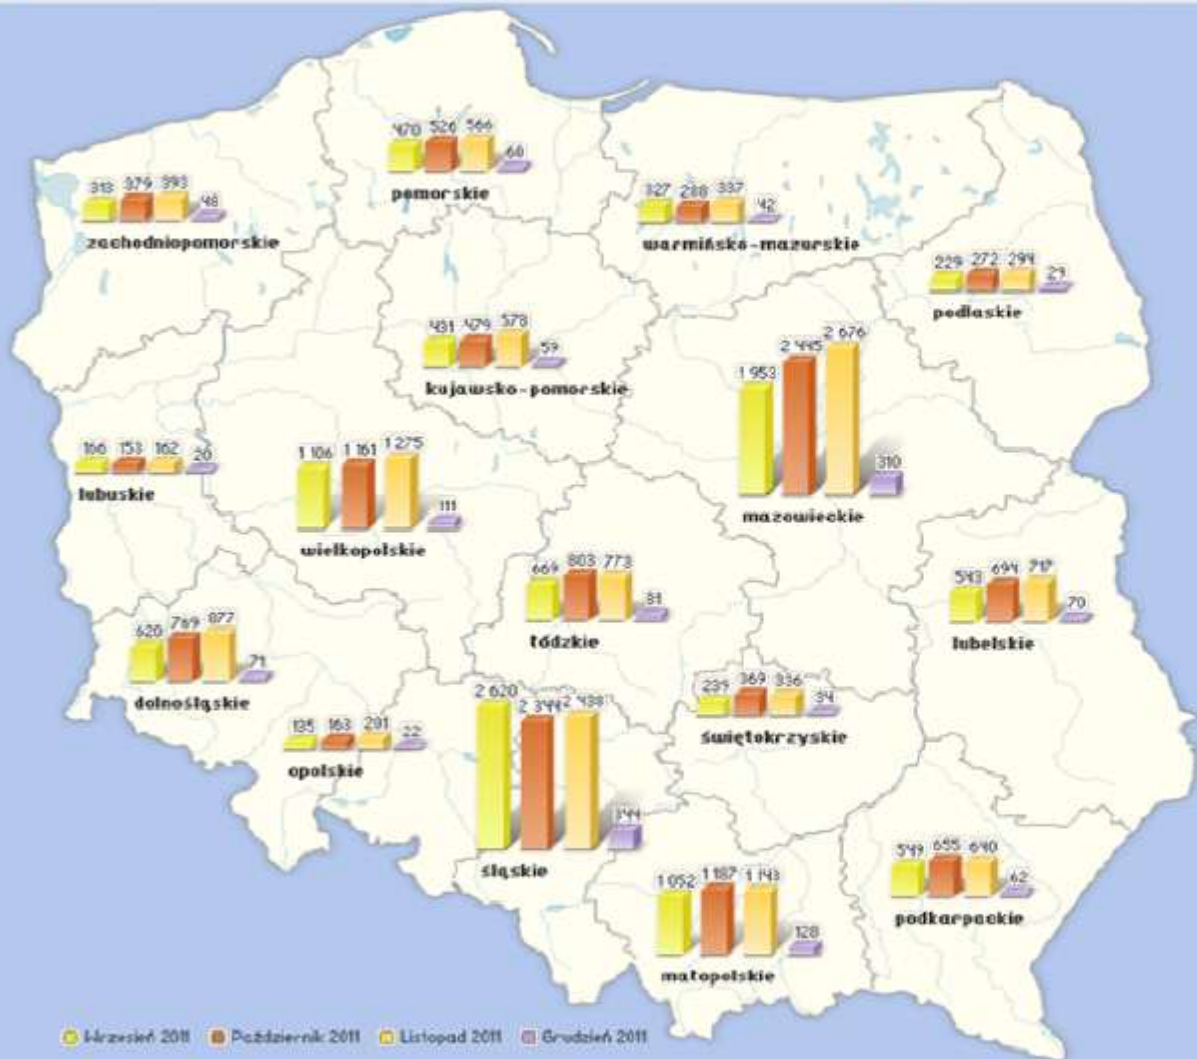 470 526 566 60
pomorskie
313 379 393 48
zachodniopomorskie
327 288 337 42
warmińsko-mazurskie
229 272 294 29
podlaskie
431 479 578 59
kujawsko-pomorskie
1 953 2 445 2 676 310
mazowieckie
166 153 162 20
lubuskie
1 106 1 161 1 275 111
wielkopolskie
669 803 773 81
łódzkie
543 694 717 70
lubelskie
620 769 877 71
dolnośląskie
239 369 336 34
świętokrzyskie
135 163 201 22
opolskie
2 620 2 344 2 438 344
śląskie
549 655 640 62
podkarpackie
1 052 1 187 1 143 128
małopolskie
Wrzesień 2011 Październik 2011 Listopad 2011 Grudzień 2011